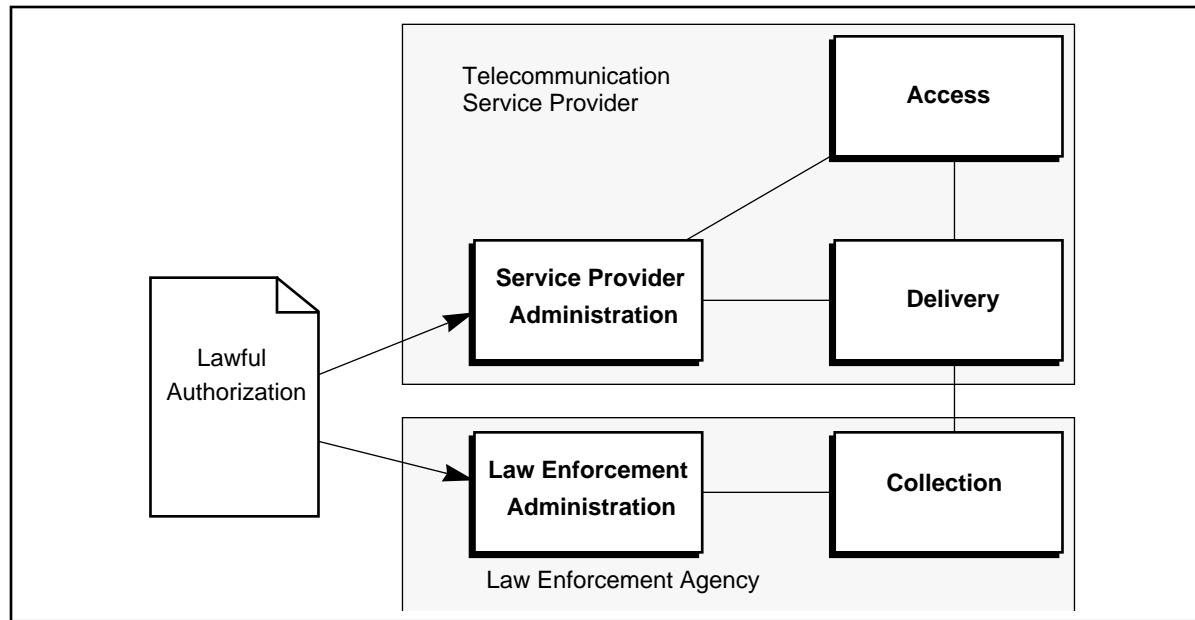 Telecommunication
Service Provider
Access
Service Provider
Administration
Delivery
Lawful
Authorization
Law Enforcement
Administration
Collection
Law Enforcement Agency